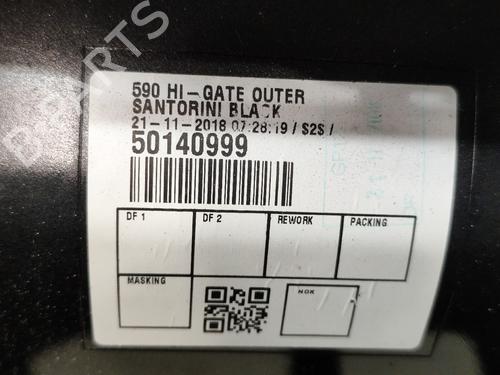 590 HI-GATE OUTER
SANTORINI BLACK
21-11-2018 07:28:19 / S2S /
50140999
DF 1
DF 2
REWORK
PACKING
MASKING
NOK